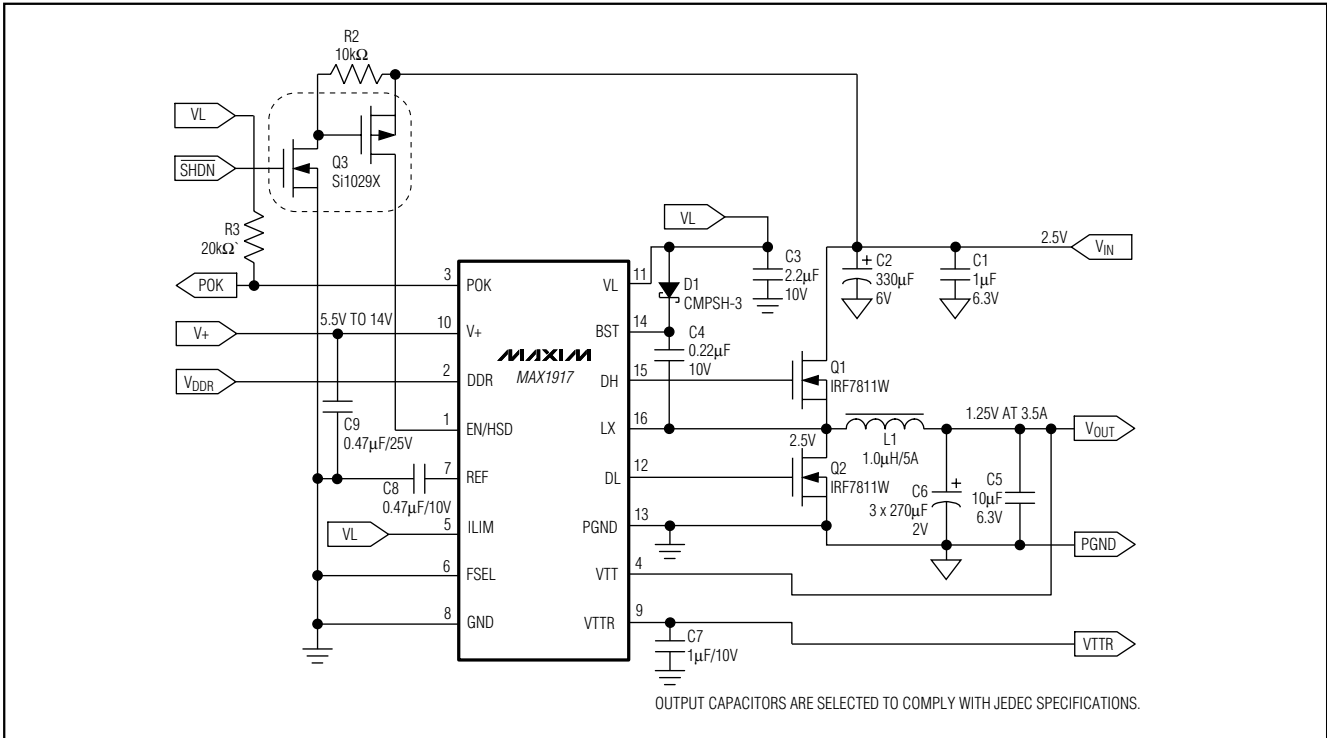 R2
10kΩ
VL
SHDN
Q3
Si1029X
R3
20kΩ`
POK
V+
5.5V TO 14V
VDDR
C9
0.47µF/25V
C8
0.47µF/10V
VL
3
10
2
1
7
5
6
8
POK
V+
DDR
EN/HSD
REF
ILIM
FSEL
GND
MAXIM
MAX1917
VL
BST
DH
LX
DL
PGND
VTT
VTTR
11
14
15
16
12
13
4
9
VL
D1
CMPSH-3
C3
2.2µF
10V
C4
0.22µF
10V
2.5V
VIN
C2
330µF
6V
C1
1µF
6.3V
Q1
IRF7811W
2.5V
L1
1.0µH/5A
1.25V AT 3.5A
VOUT
Q2
IRF7811W
C6
3 x 270µF
2V
C5
10µF
6.3V
PGND
C7
1µF/10V
VTTR
OUTPUT CAPACITORS ARE SELECTED TO COMPLY WITH JEDEC SPECIFICATIONS.